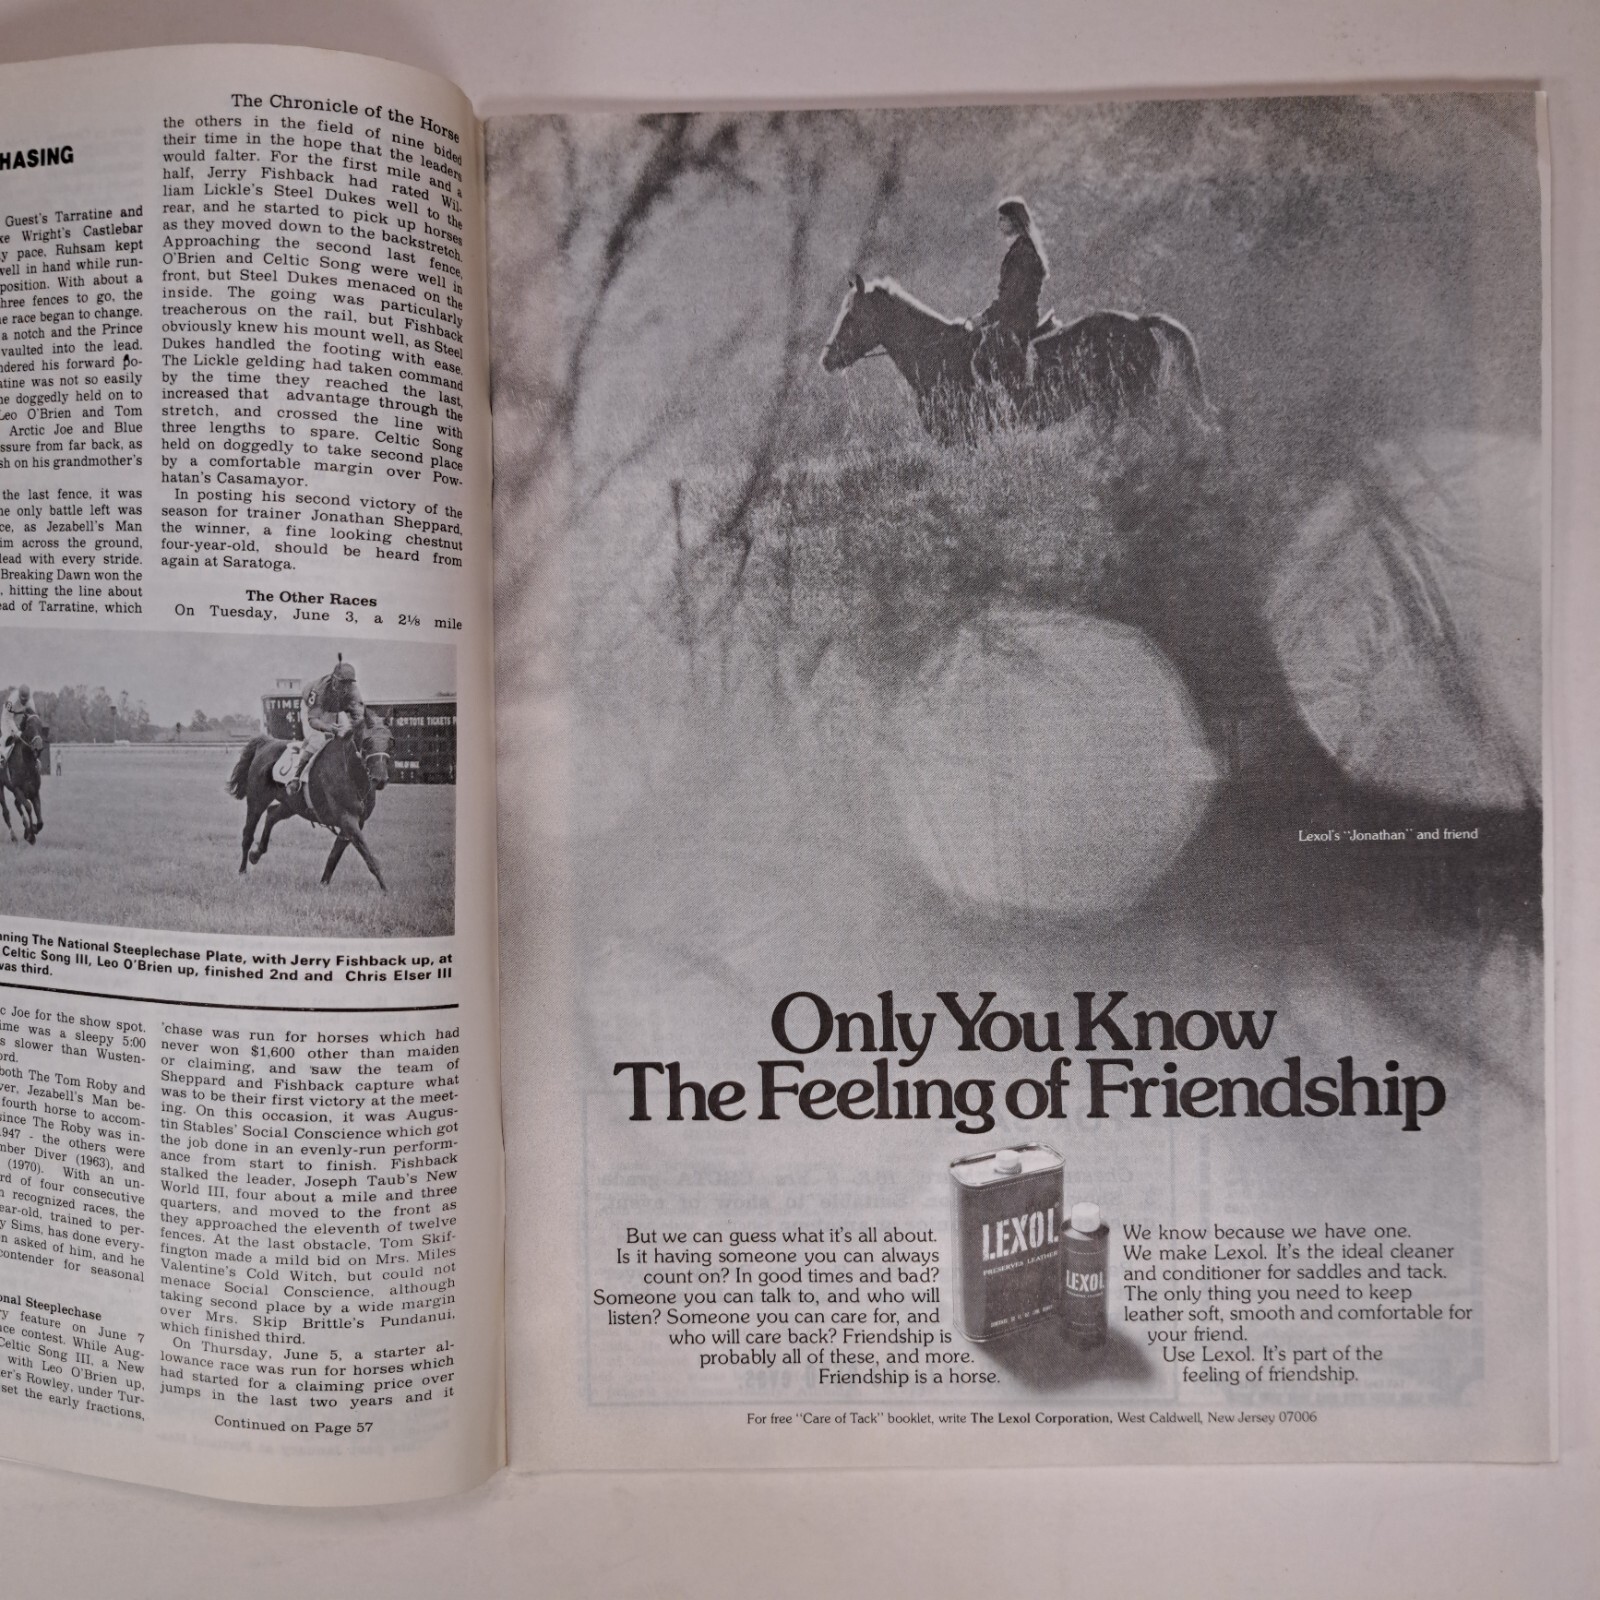 HASING
Guest's Tarratine and
Wright's Castlebar
pace, Ruhsam kept
well in hand while run-
position. With about a
three fences to go, the
race began to change.
a notch and the Prince
vaulted into the lead.
his forward po-
was not so easily
doggedly held on to
Leo O'Brien and Tom
Arctic Joe and Blue
from far back, as
on his grandmother's
the last fence, it was
only battle left was
as Jezabell's Man
across the ground,
lead with every stride.
Breaking Dawn won the
, hitting the line about
of Tarratine, which
The Chronicle of the Horse
the others in the field of nine bided
their time in the hope that the leaders
would falter. For the first mile and a
half, Jerry Fishback had rated Wil-
liam Lickle's Steel Dukes well to the
rear, and he started to pick up horses
as they moved down to the backstretch.
Approaching the second last fence,
O'Brien and Celtic Song were well in
front, but Steel Dukes menaced on the
inside. The going was particularly
treacherous on the rail, but Fishback
obviously knew his mount well, as Steel
Dukes handled the footing with ease.
The Lickle gelding had taken command
by the time they reached the last,
increased that advantage through the
stretch, and crossed the line with
three lengths to spare. Celtic Song
held on doggedly to take second place
by a comfortable margin over Pow-
hatan's Casamayor.
In posting his second victory of the
season for trainer Jonathan Sheppard,
the winner, a fine looking chestnut
four-year-old, should be heard from
again at Saratoga.
The Other Races
On Tuesday, June 3, a 2⅛ mile
TIME
3
TOTE TICKETS
The National Steeplechase Plate, with Jerry Fishback up, at
Celtic Song III, Leo O'Brien up, finished 2nd and Chris Elser III
was third.
Joe for the show spot.
was a sleepy 5:00
slower than Wusten-
both The Tom Roby and
Jezabell's Man be-
fourth horse to accom-
since The Roby was in-
- the others were
Diver (1963), and
(1970). With an un-
of four consecutive
recognized races, the
trained to per-
Sims, has done every-
asked of him, and he
contender for seasonal
Steeplechase
feature on June 7
contest. While Aug-
Celtic Song III, a New
with Leo O'Brien up,
Rowley, under Tur-
set the early fractions,
'chase was run for horses which had
never won $1,600 other than maiden
or claiming, and saw the team of
Sheppard and Fishback capture what
was to be their first victory at the meet-
ing. On this occasion, it was Augus-
tin Stables' Social Conscience which got
the job done in an evenly-run perform-
ance from start to finish. Fishback
stalked the leader, Joseph Taub's New
World III, four about a mile and three
quarters, and moved to the front as
they approached the eleventh of twelve
fences. At the last obstacle, Tom Skif-
fington made a mild bid on Mrs. Miles
Valentine's Cold Witch, but could not
menace Social Conscience, although
taking second place by a wide margin
over Mrs. Skip Brittle's Pundanui,
which finished third.
On Thursday, June 5, a starter al-
lowance race was run for horses which
had started for a claiming price over
jumps in the last two years and it
Continued on Page 57
Lexol's "Jonathan" and friend
Only You Know
The Feeling of Friendship
But we can guess what it's all about.
Is it having someone you can always
count on? In good times and bad?
Someone you can talk to, and who will
listen? Someone you can care for, and
who will care back? Friendship is
probably all of these, and more.
Friendship is a horse.
LEXOL
PRESERVES LEATHER
LEXOL
We know because we have one.
We make Lexol. It's the ideal cleaner
and conditioner for saddles and tack.
The only thing you need to keep
leather soft, smooth and comfortable for
your friend.
Use Lexol. It's part of the
feeling of friendship.
For free "Care of Tack" booklet, write The Lexol Corporation, West Caldwell, New Jersey 07006